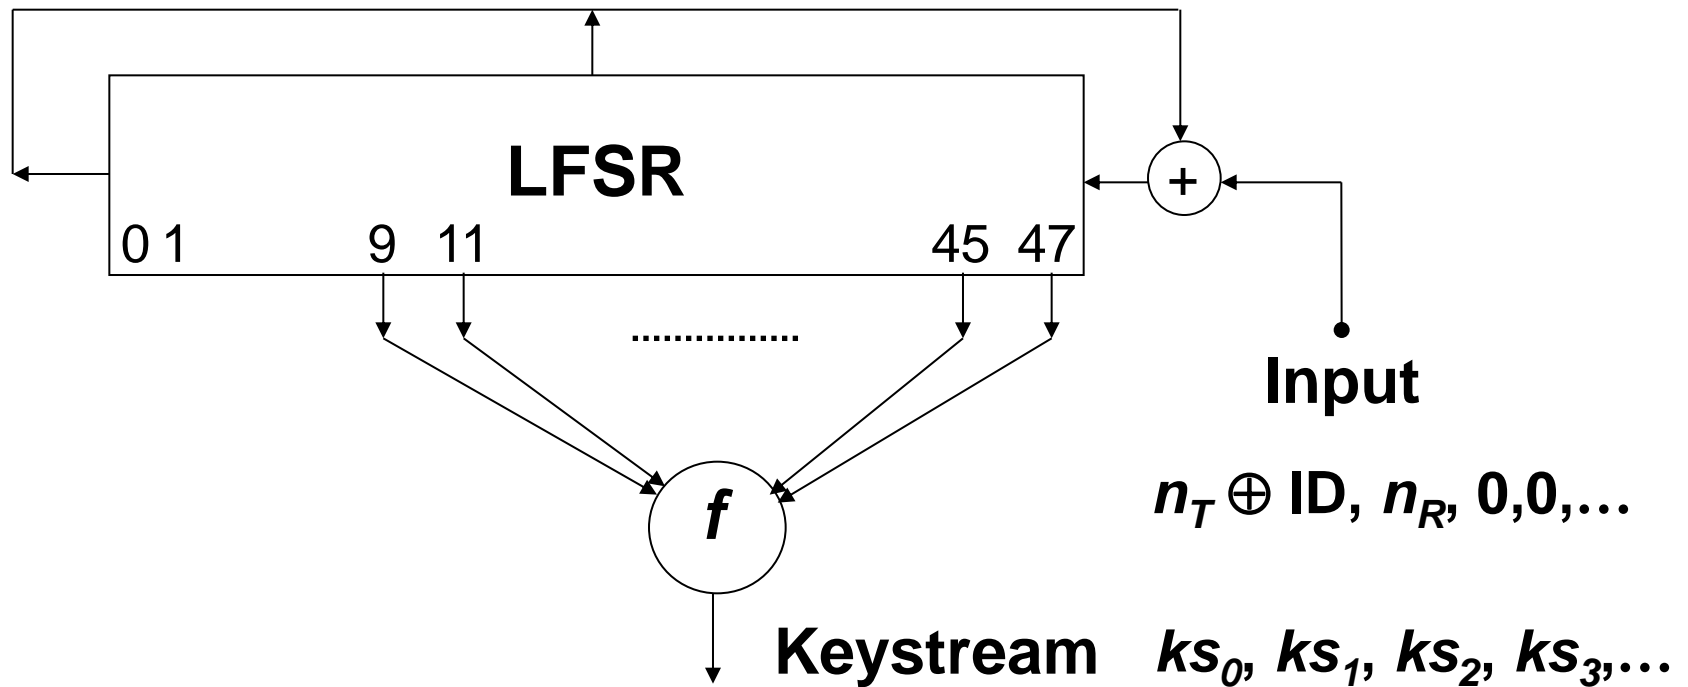 LFSR
+
0 1 9 11 45 47
...............
Input
f
n_T ⊕ ID, n_R, 0,0,…
Keystream ks_0, ks_1, ks_2, ks_3,…